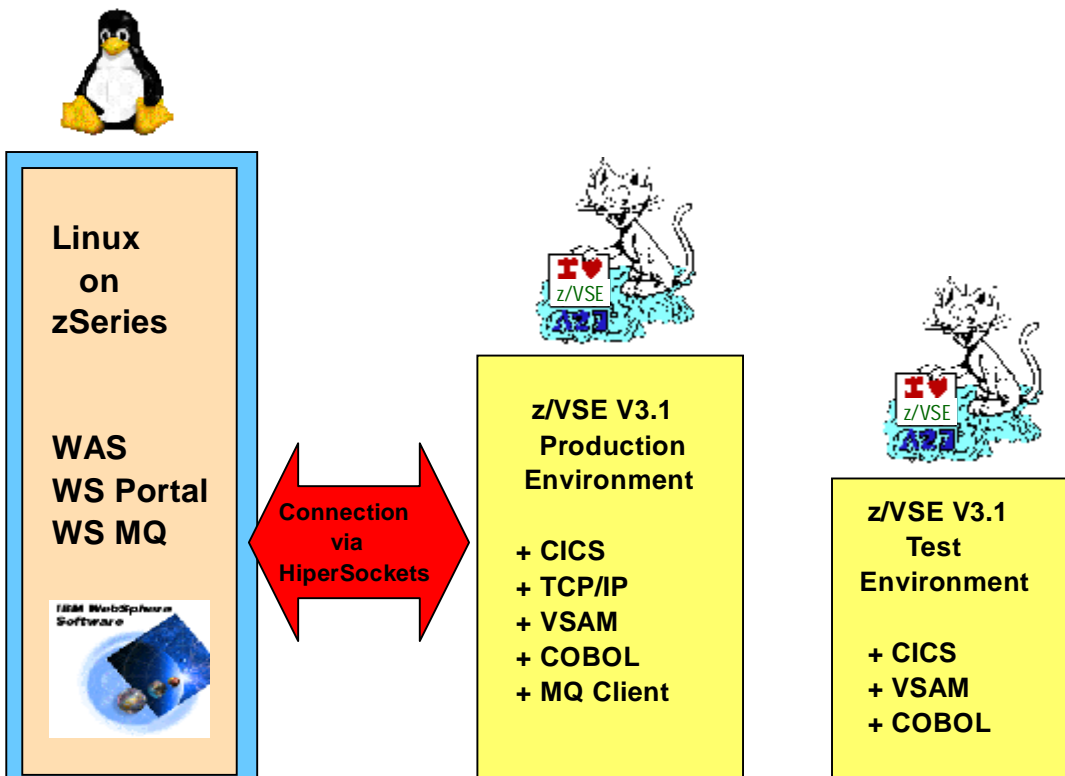 Linux
on
zSeries
WAS
WS Portal
WS MQ
IBM WebSphere
Software
Connection
via
HiperSockets
I ♥
z/VSE
z/VSE V3.1
Production
Environment
+ CICS
+ TCP/IP
+ VSAM
+ COBOL
+ MQ Client
I ♥
z/VSE
z/VSE V3.1
Test
Environment
+ CICS
+ VSAM
+ COBOL